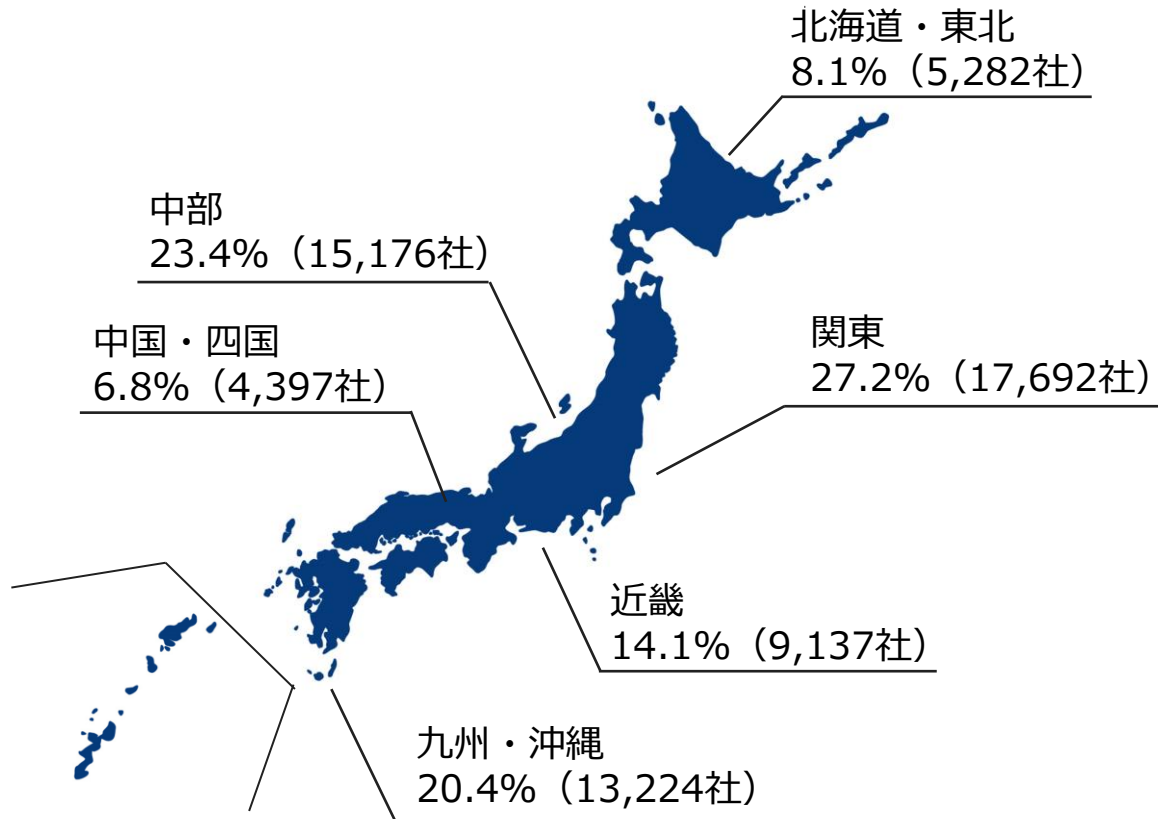 北海道・東北
8.1%（5,282社）
中部
23.4%（15,176社）
中国・四国
6.8%（4,397社）
関東
27.2%（17,692社）
近畿
14.1%（9,137社）
九州・沖縄
20.4%（13,224社）